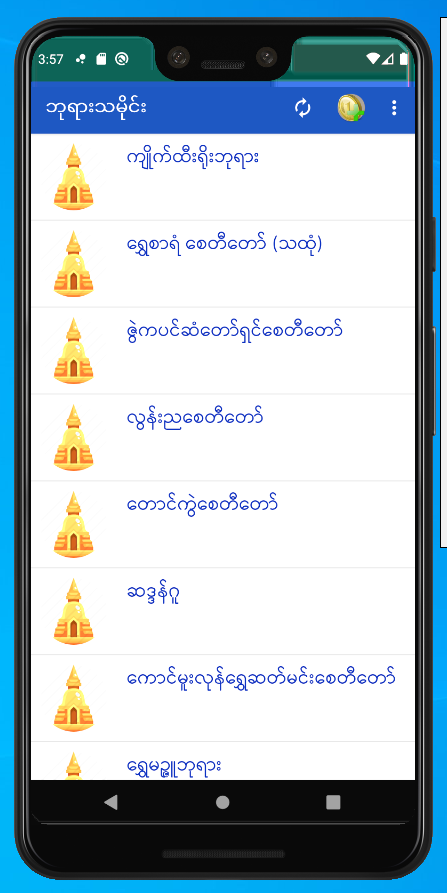 3:57
ဘုရားသမိုင်း
ကျိုက်ထီးရိုးဘုရား
ရွှေစာရံ စေတီတော် (သထုံ)
ဇွဲကပင်ဆံတော်ရှင်စေတီတော်
လွန်းညစေတီတော်
တောင်ကွဲစေတီတော်
ဆဒ္ဒန်ဂူ
ကောင်မူးလုန်ရွှေဆတ်မင်းစေတီတော်
ရွှေမဥ္ဇူဘုရား